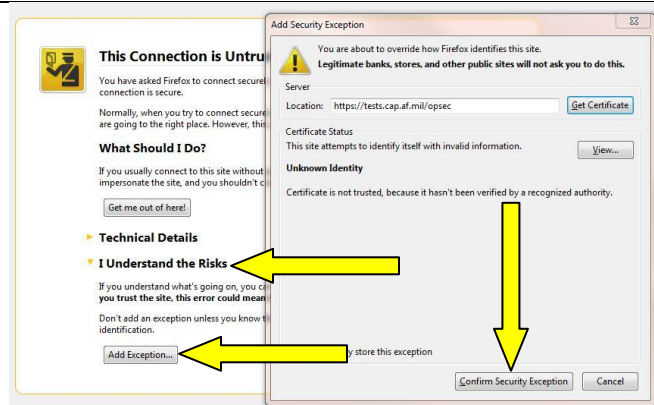 This Connection is Untru
You have asked Firefox to connect securel
connection is secure.
Normally, when you try to connect secure
are going to the right place. However, this
What Should I Do?
If you usually connect to this site without
impersonate the site, and you shouldn't c
Get me out of here!
Technical Details
I Understand the Risks
If you understand what's going on, you ca
you trust the site, this error could mean
Don't add an exception unless you know t
identification.
Add Exception...
Add Security Exception
You are about to override how Firefox identifies this site.
Legitimate banks, stores, and other public sites will not ask you to do this.
Server
Location: https://tests.cap.af.mil/opsec Get Certificate
Certificate Status
This site attempts to identify itself with invalid information. View...
Unknown Identity
Certificate is not trusted, because it hasn't been verified by a recognized authority.
y store this exception
Confirm Security Exception Cancel